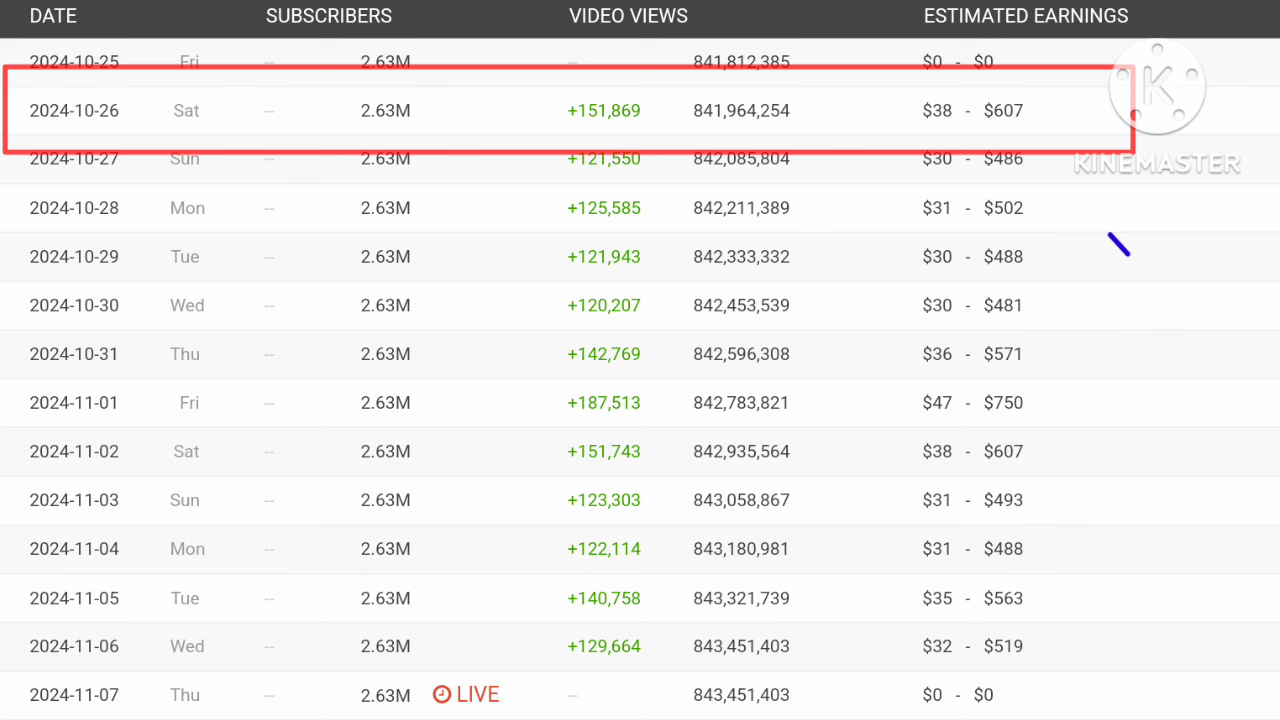 DATE SUBSCRIBERS VIDEO VIEWS ESTIMATED EARNINGS
2024-10-25 Fri -- 2.63M -- 841,812,385 $0 - $0
2024-10-26 Sat -- 2.63M +151,869 841,964,254 $38 - $607
2024-10-27 Sun -- 2.63M +121,550 842,085,804 $30 - $486
2024-10-28 Mon -- 2.63M +125,585 842,211,389 $31 - $502
2024-10-29 Tue -- 2.63M +121,943 842,333,332 $30 - $488
2024-10-30 Wed -- 2.63M +120,207 842,453,539 $30 - $481
2024-10-31 Thu -- 2.63M +142,769 842,596,308 $36 - $571
2024-11-01 Fri -- 2.63M +187,513 842,783,821 $47 - $750
2024-11-02 Sat -- 2.63M +151,743 842,935,564 $38 - $607
2024-11-03 Sun -- 2.63M +123,303 843,058,867 $31 - $493
2024-11-04 Mon -- 2.63M +122,114 843,180,981 $31 - $488
2024-11-05 Tue -- 2.63M +140,758 843,321,739 $35 - $563
2024-11-06 Wed -- 2.63M +129,664 843,451,403 $32 - $519
2024-11-07 Thu -- 2.63M LIVE -- 843,451,403 $0 - $0
K
KINEMASTER